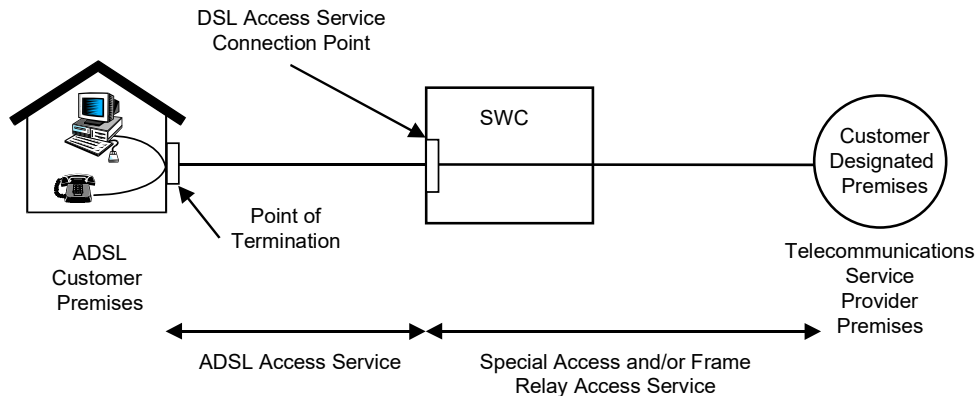 DSL Access Service
Connection Point
SWC
Customer
Designated
Premises
Point of
Termination
ADSL
Customer
Premises
Telecommunications
Service
Provider
Premises
ADSL Access Service
Special Access and/or Frame
Relay Access Service